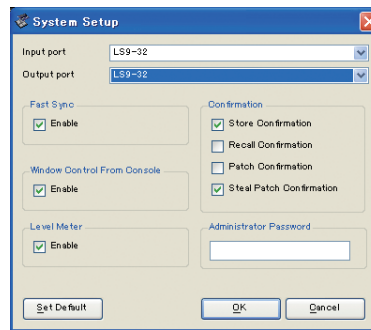 System Setup
Input port LS9-32
Output port LS9-32
Fast Sync
Enable
Window Control From Console
Enable
Level Meter
Enable
Confirmation
Store Confirmation
Recall Confirmation
Patch Confirmation
Steal Patch Confirmation
Administrator Password
Set Default
OK
Cancel